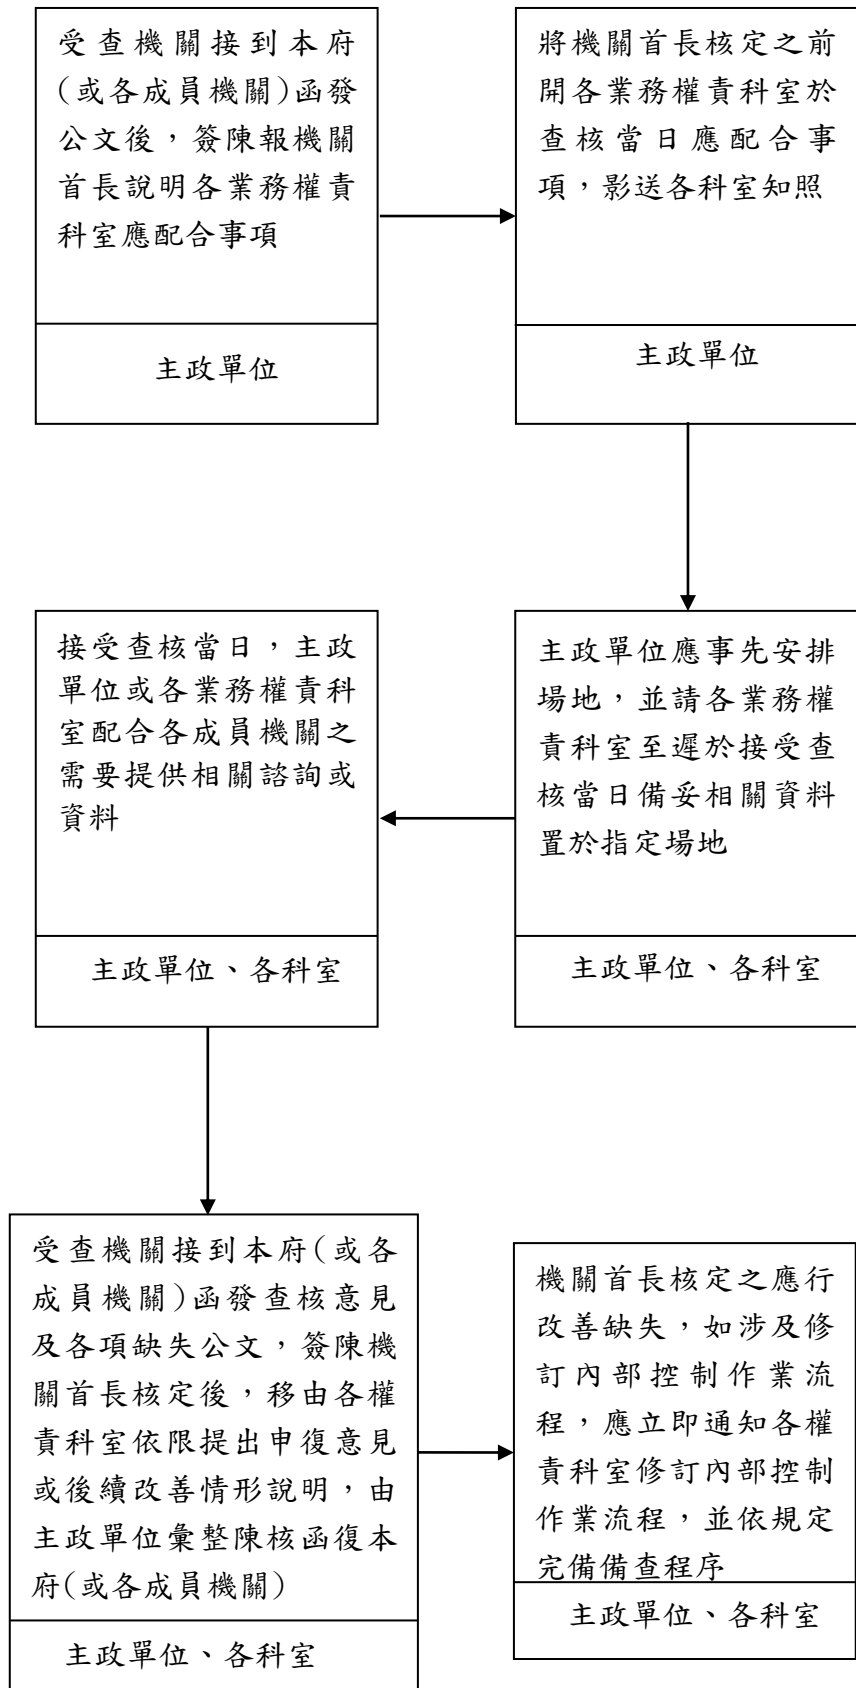 受查機關接到本府
(或各成員機關)函發
公文後，簽陳報機關
首長說明各業務權責
科室應配合事項
主政單位
將機關首長核定之前
開各業務權責科室於
查核當日應配合事
項，影送各科室知照
主政單位
主政單位應事先安排
場地，並請各業務權
責科室至遲於接受查
核當日備妥相關資料
置於指定場地
主政單位、各科室
接受查核當日，主政
單位或各業務權責科
室配合各成員機關之
需要提供相關諮詢或
資料
主政單位、各科室
受查機關接到本府(或各
成員機關)函發查核意見
及各項缺失公文，簽陳機
關首長核定後，移由各權
責科室依限提出申復意見
或後續改善情形說明，由
主政單位彙整陳核函復本
府(或各成員機關)
主政單位、各科室
機關首長核定之應行
改善缺失，如涉及修
訂內部控制作業流
程，應立即通知各權
責科室修訂內部控制
作業流程，並依規定
完備備查程序
主政單位、各科室